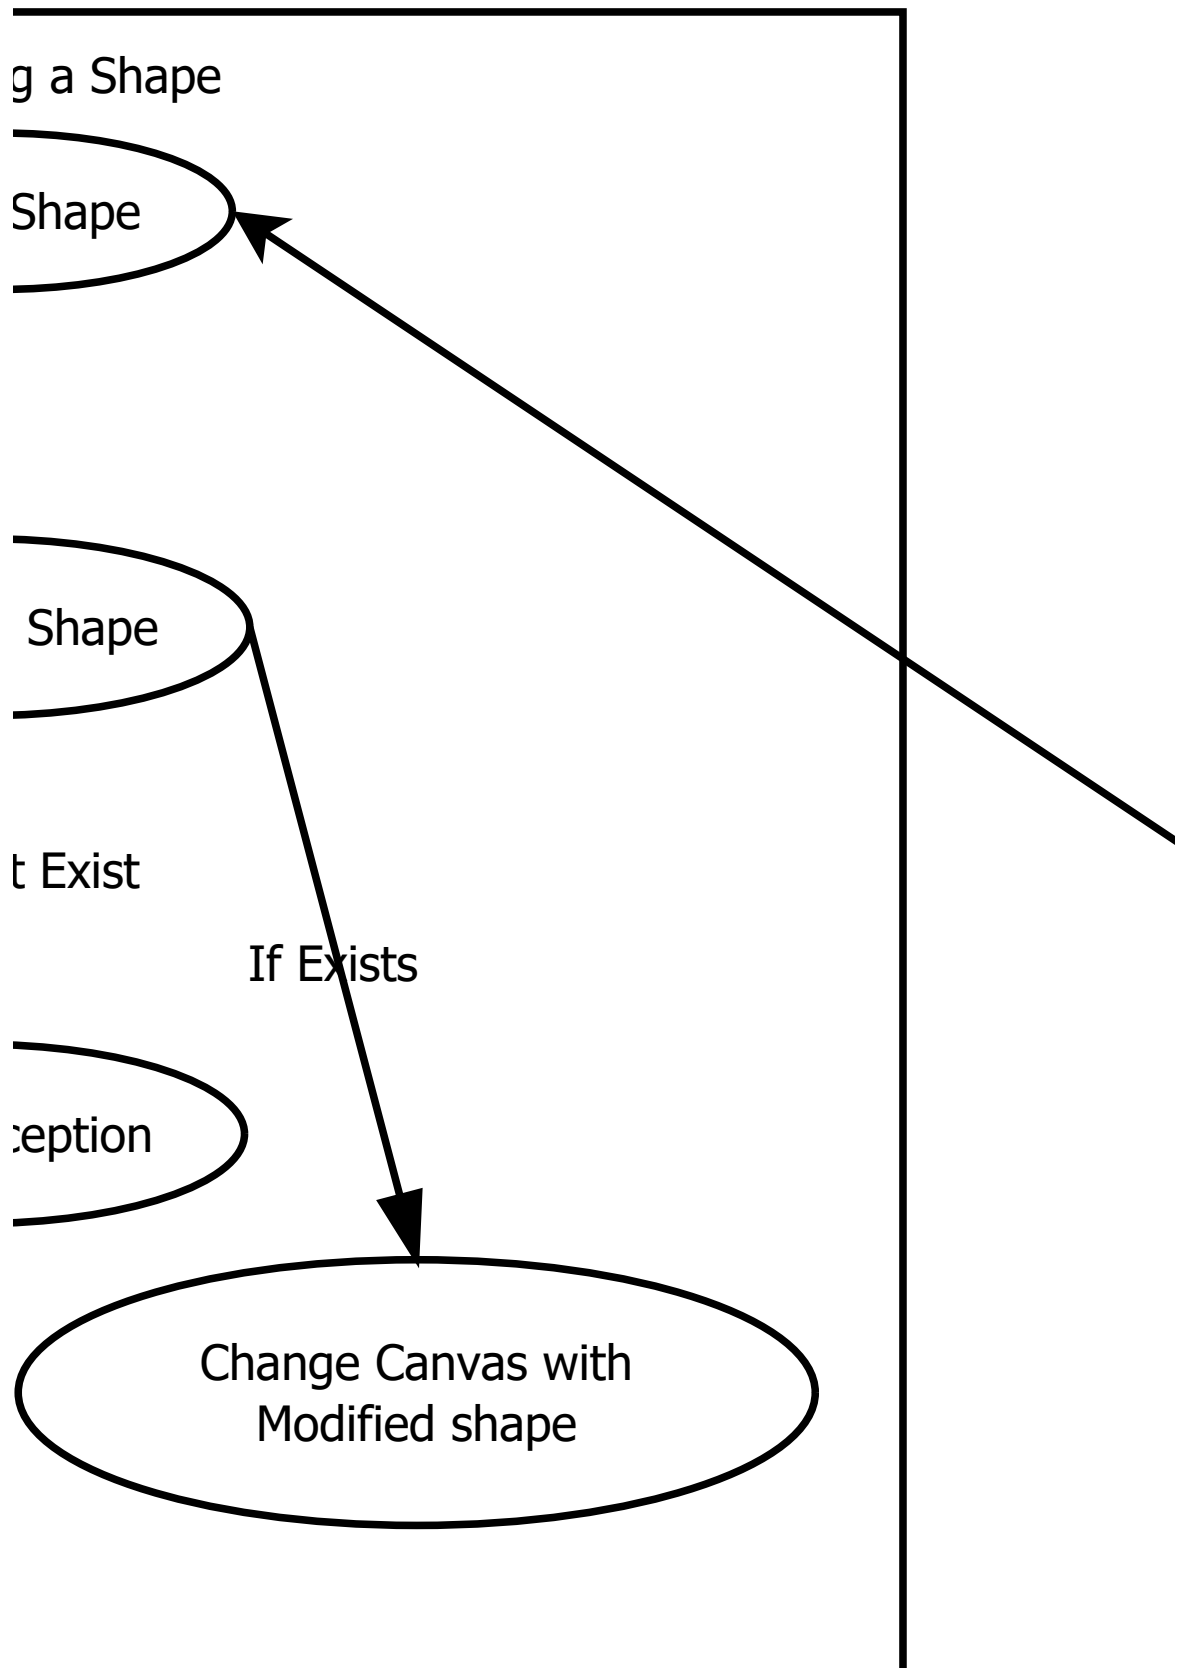 g a Shape
Shape
Shape
t Exist
If Exists
ception
Change Canvas with
Modified shape